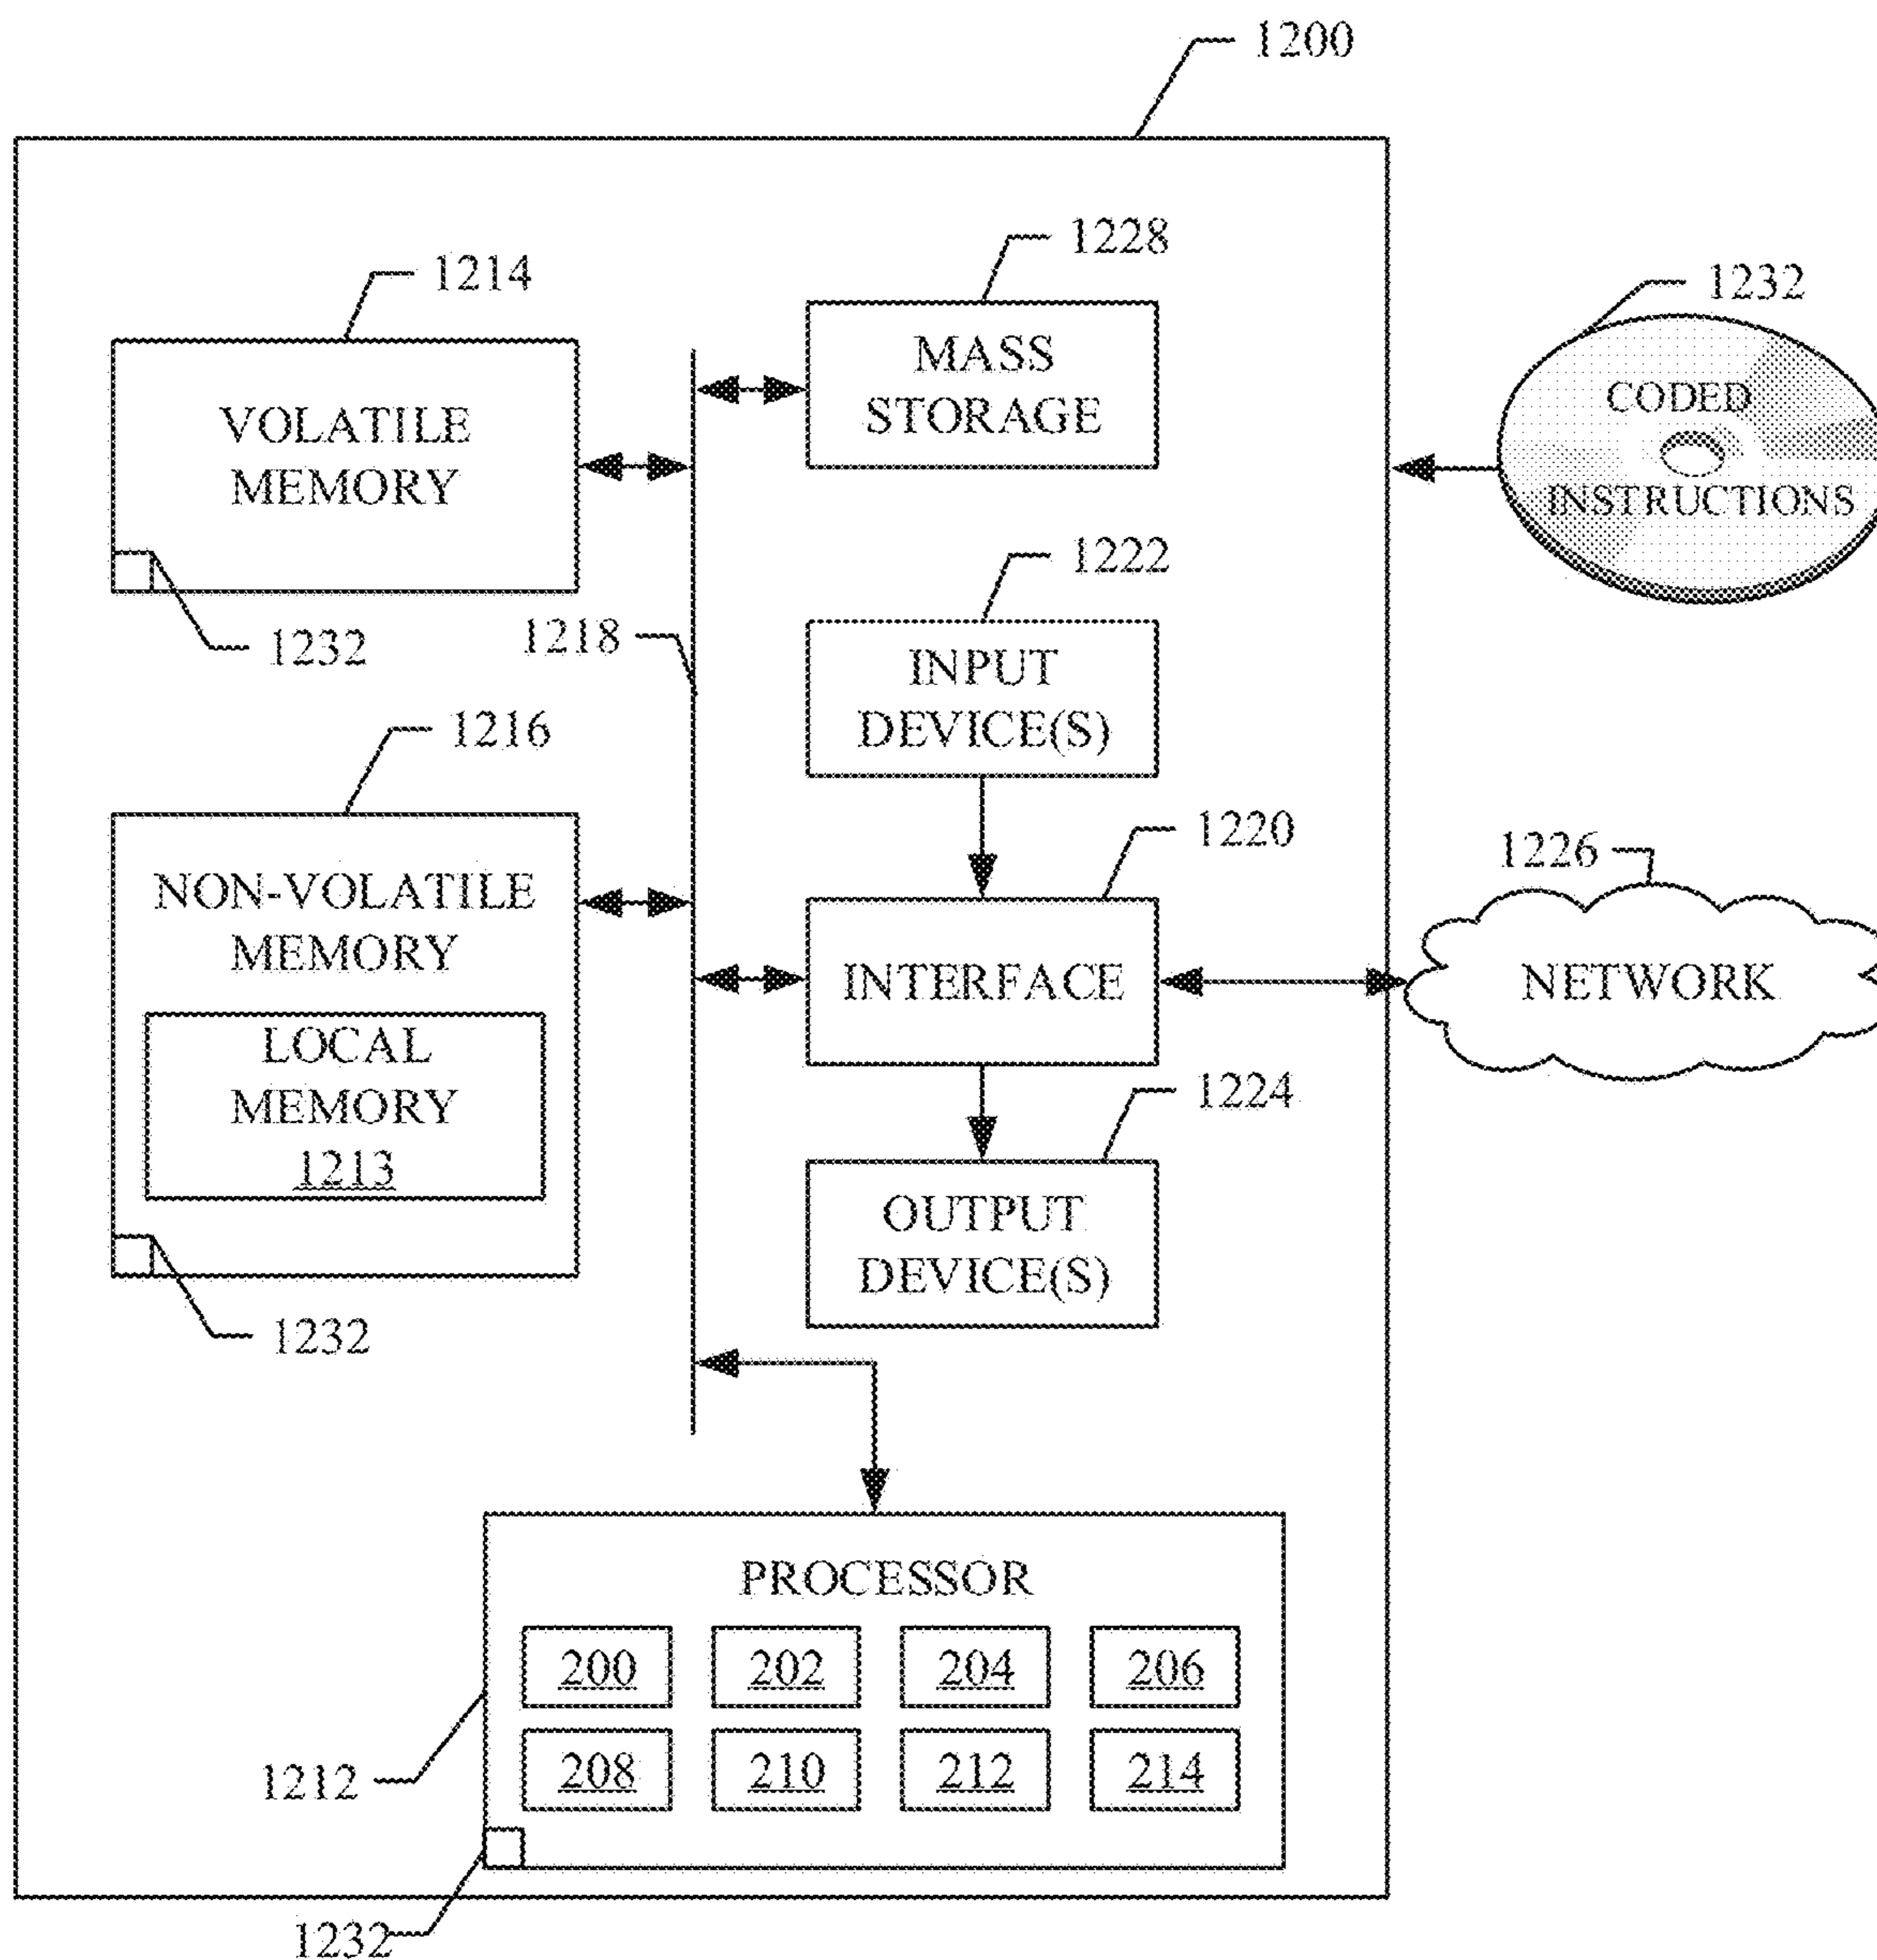 1200
1228
1214
1232
MASS
STORAGE
VOLATILE
MEMORY
CODED
INSTRUCTIONS
1222
1232
1218
INPUT
DEVICE(S)
1216
1220
1226
NON-VOLATILE
MEMORY
INTERFACE
NETWORK
LOCAL
MEMORY
1213
1224
OUTPUT
DEVICE(S)
1232
PROCESSOR
200 202 204 206
208 210 212 214
1212
1232